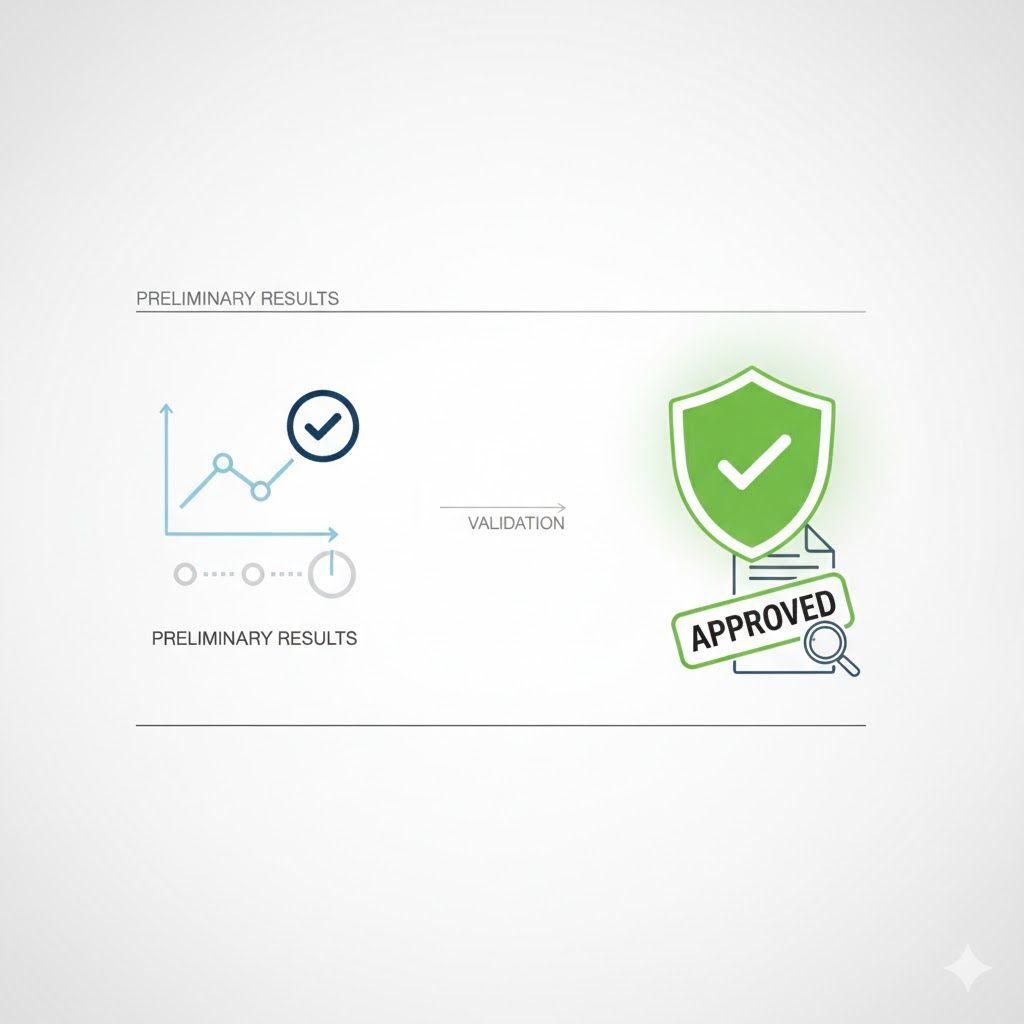 PRELIMINARY RESULTS
VALIDATION
APPROVED
PRELIMINARY RESULTS